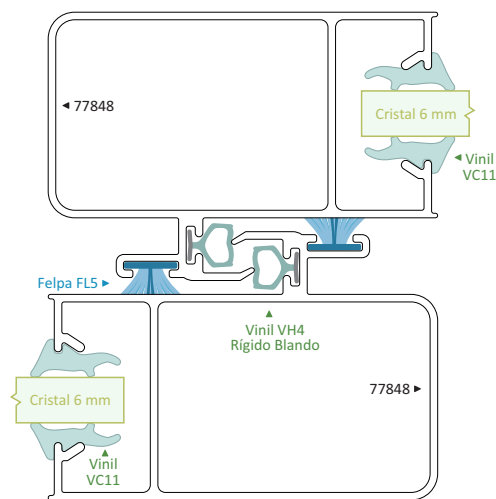 77848
Cristal 6 mm
Vinil
VC11
Felpa FL5
Vinil VH4
Rígido Blando
77848
Cristal 6 mm
Vinil
VC11